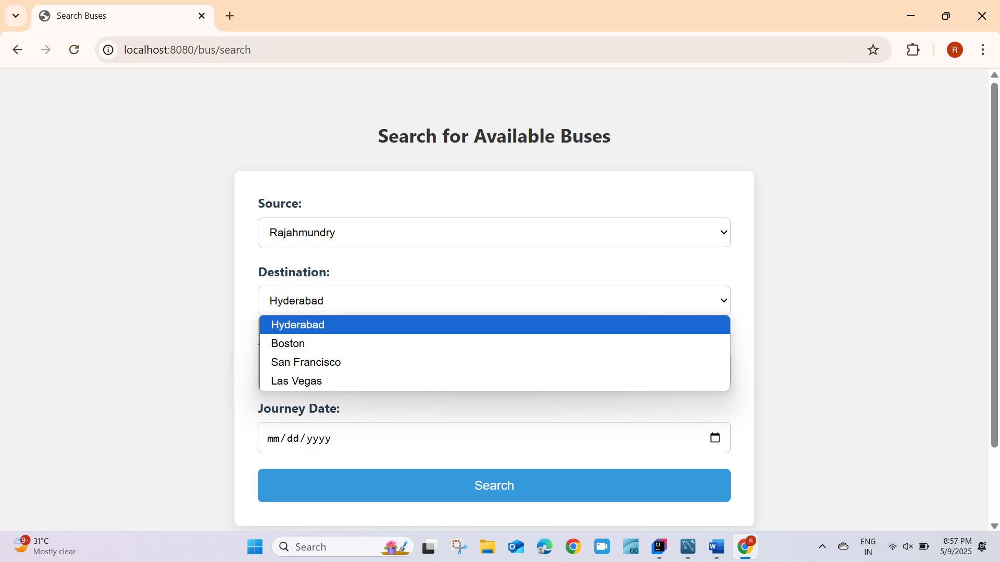 Search Buses
localhost:8080/bus/search
R
Search for Available Buses
Source:
Rajahmundry
Destination:
Hyderabad
Hyderabad
Boston
San Francisco
Las Vegas
Journey Date:
mm/dd/yyyy
Search
9+
31°C
Mostly clear
Search
00
IJ
W
R
ENG
IN
8:57 PM
5/9/2025